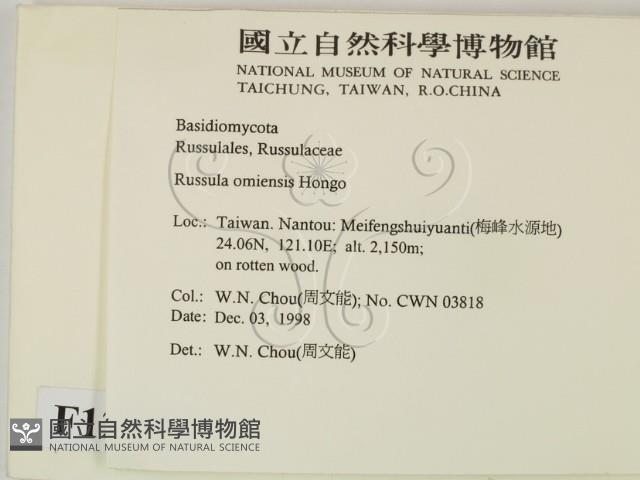 國立自然科學博物館
NATIONAL MUSEUM OF NATURAL SCIENCE
TAICHUNG, TAIWAN, R.O.CHINA
Basidiomycota
Russulales, Russulaceae
Russula omiensis Hongo
Loc.: Taiwan. Nantou: Meifengshuiyuanti(梅峰水源地)
24.06N, 121.10E; alt. 2,150m;
on rotten wood.
Col.: W.N. Chou(周文能); No. CWN 03818
Date: Dec. 03, 1998
Det.: W.N. Chou(周文能)
國立自然科學博物館
NATIONAL MUSEUM OF NATURAL SCIENCE